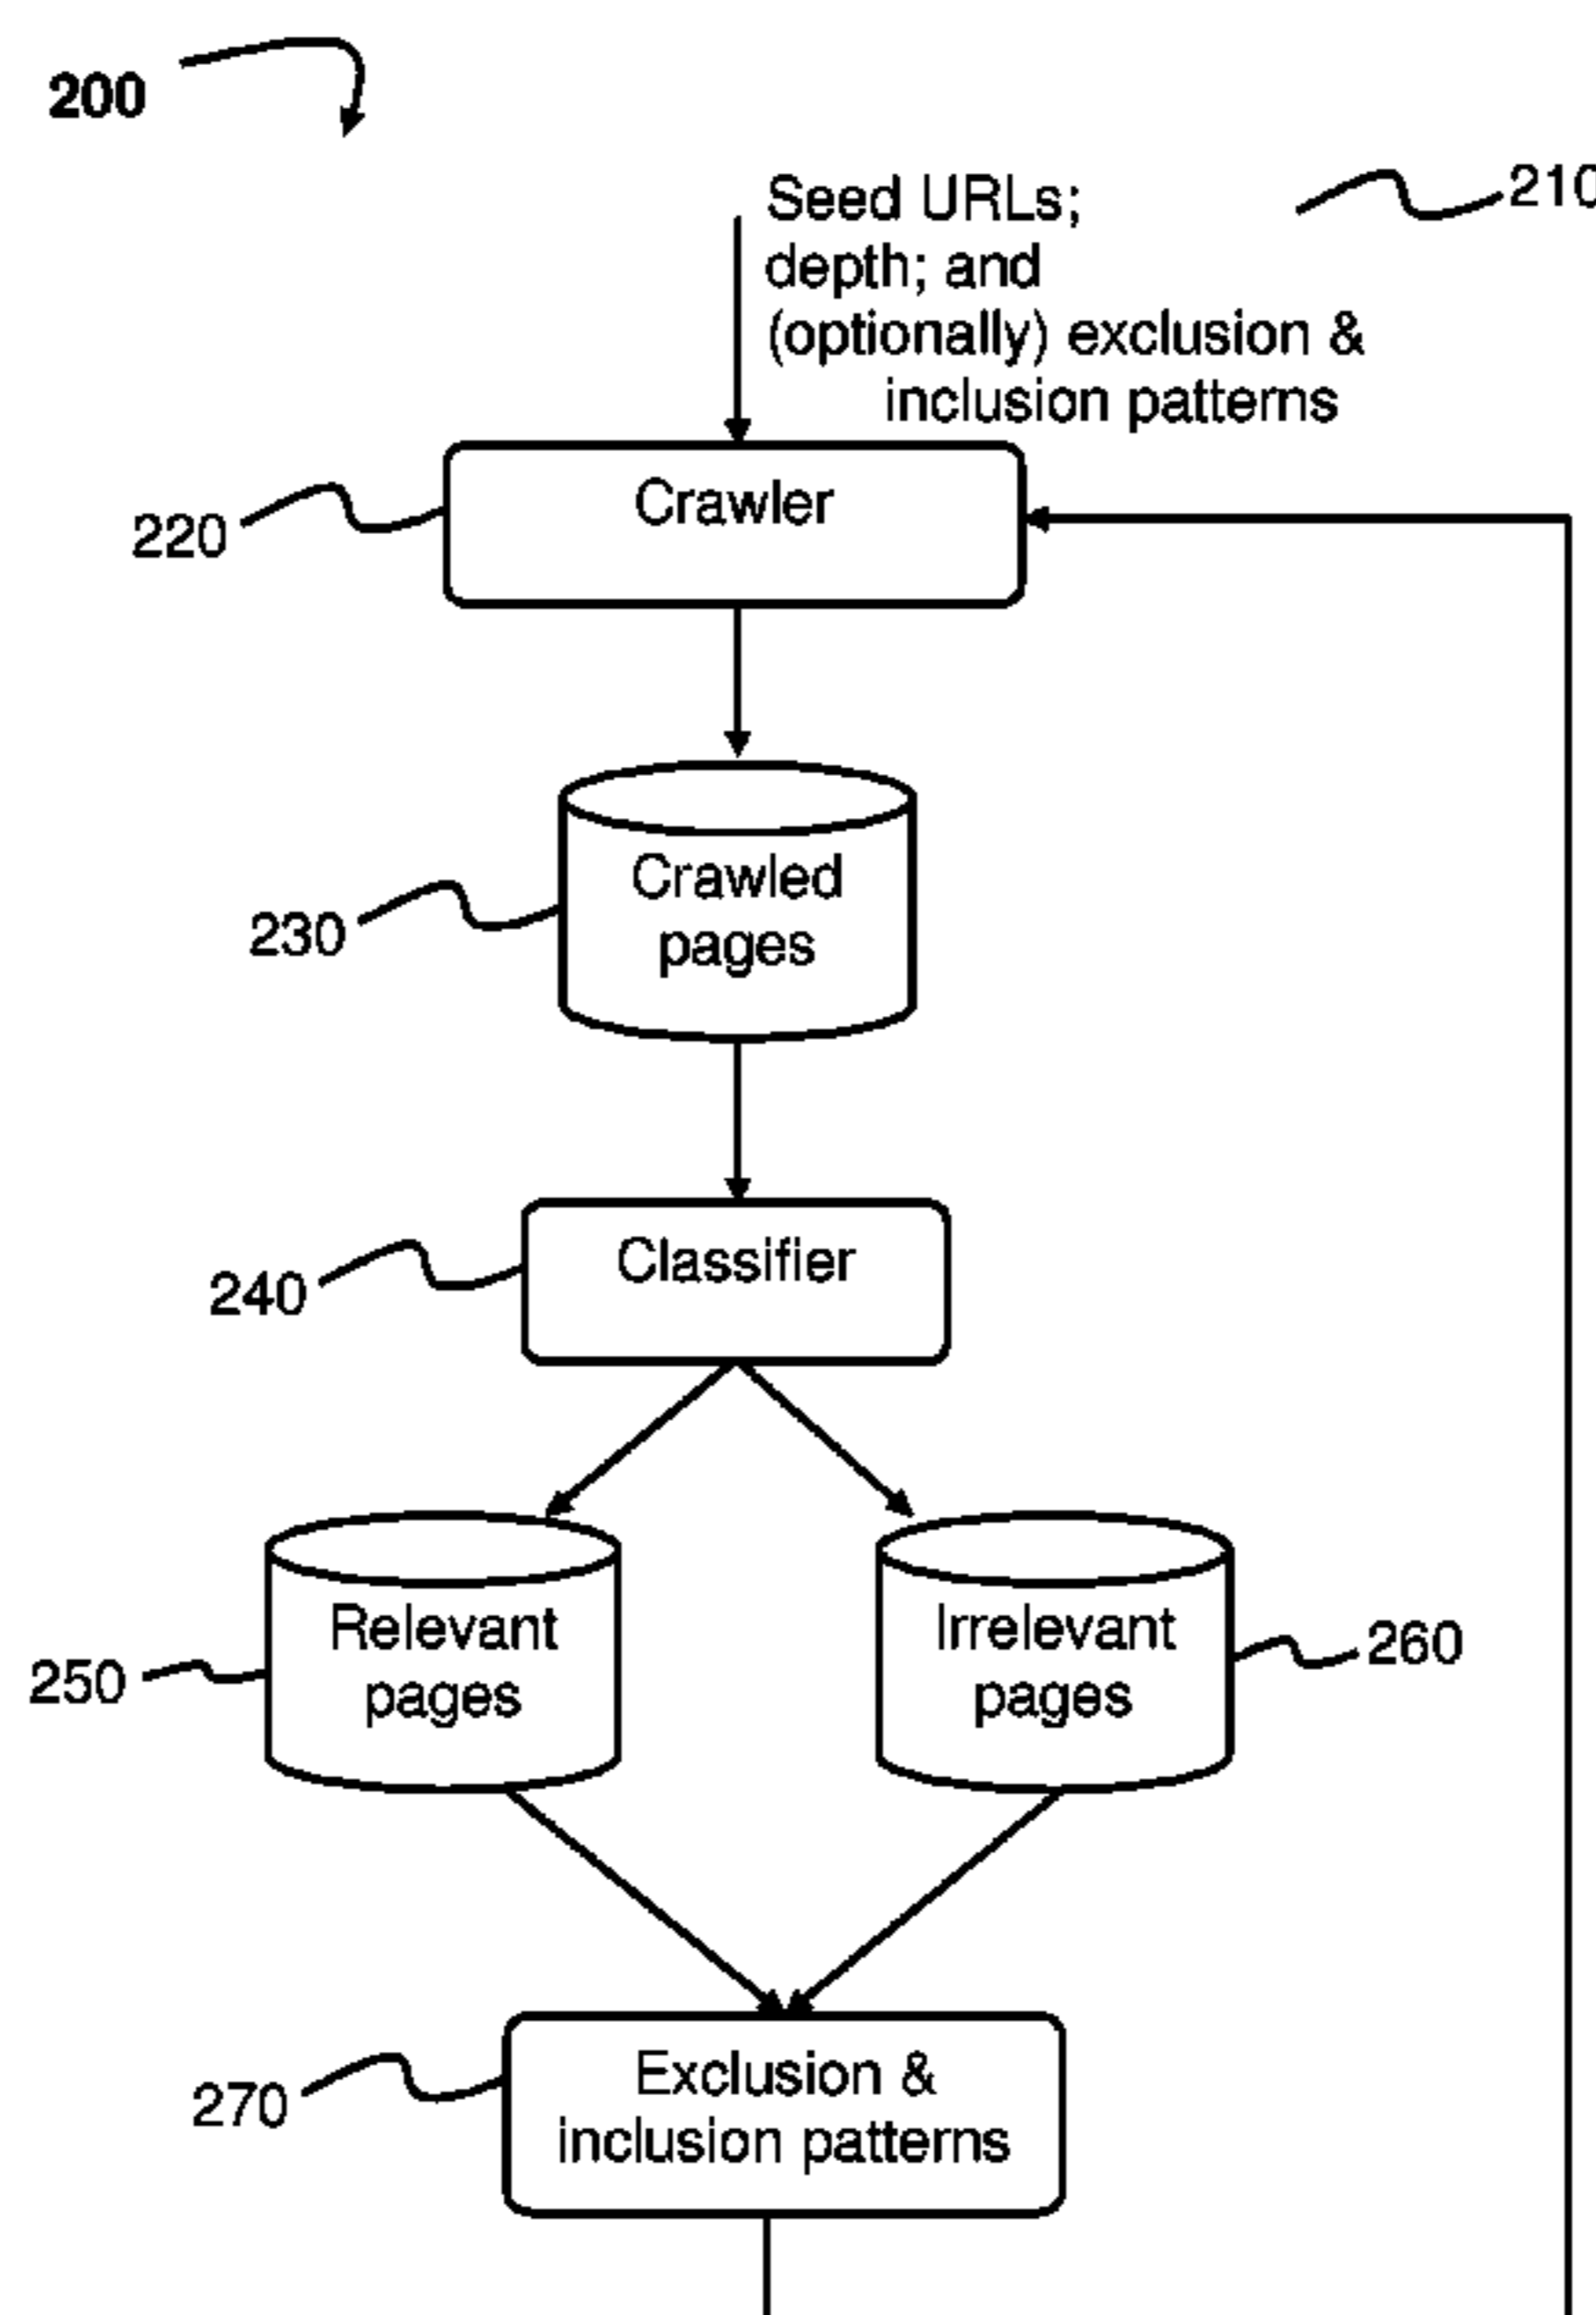 200
210
Seed URLs;
depth; and
(optionally) exclusion &
inclusion patterns
Crawler
220
Crawled
pages
230
Classifier
240
Relevant
pages
250
Irrelevant
pages
260
Exclusion &
inclusion patterns
270